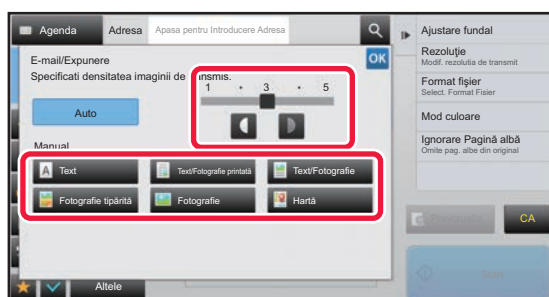 Agenda
Adresa
Apasa pentru Introducere Adresa
E-mail/Expunere
OK
Specificati densitatea imaginii de transmis.
1 • 3 • 5
Auto
Manual
A Text
Text/Fotografie printată
Text/Fotografie
Fotografie tipărită
Fotografie
Hartă
Altele
Ajustare fundal
Rezoluţie
Modif. rezolutia de transmit
Format fişier
Select. Format Fisier
Mod culoare
Ignorare Pagină albă
Omite pag. albe din original
CA
Start